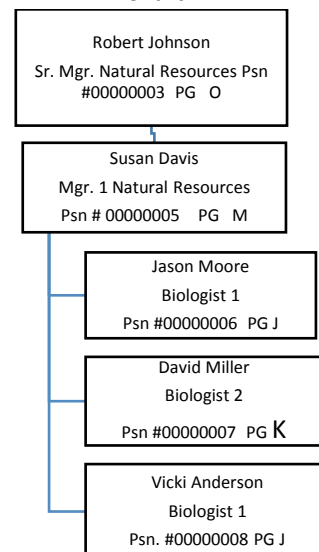 Robert Johnson
Sr. Mgr. Natural Resources Psn
#00000003 PG O
Susan Davis
Mgr. 1 Natural Resources
Psn # 00000005 PG M
Jason Moore
Biologist 1
Psn #00000006 PG J
David Miller
Biologist 2
Psn #00000007 PG K
Vicki Anderson
Biologist 1
Psn. #00000008 PG J